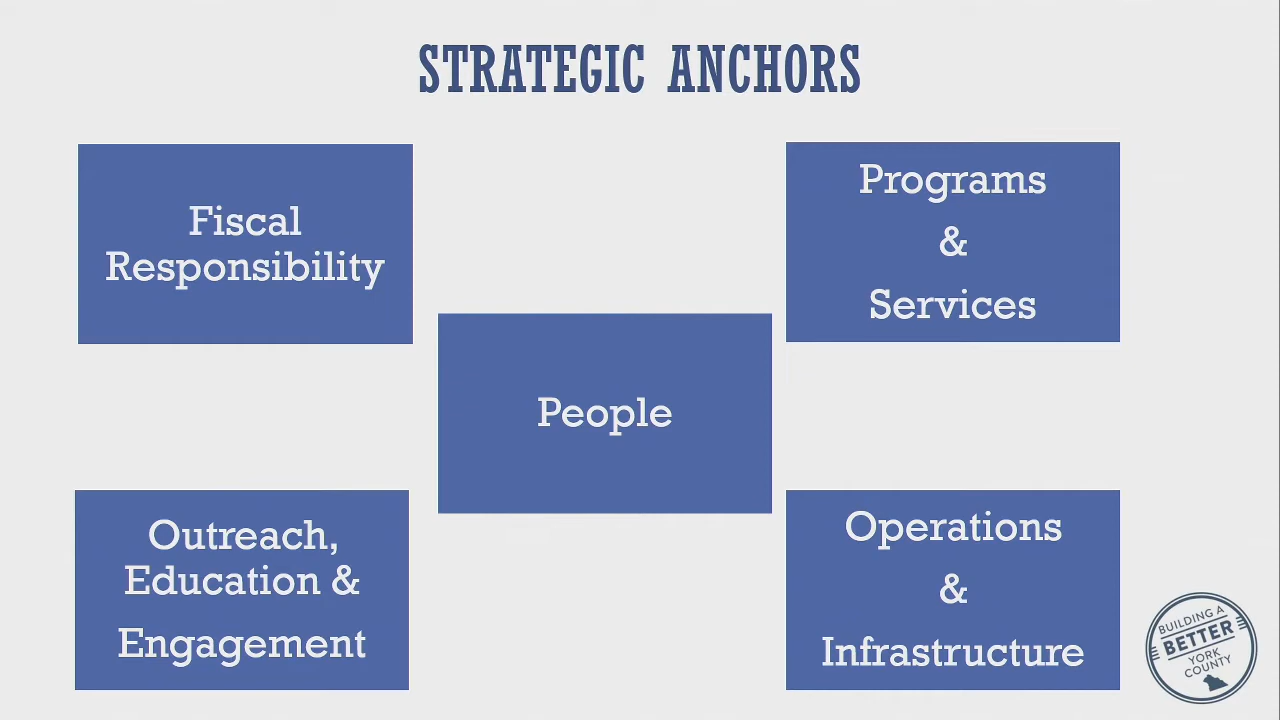 STRATEGIC ANCHORS
Fiscal
Responsibility
Programs
&
Services
People
Outreach,
Education &
Engagement
Operations
&
Infrastructure
BUILDING A
BETTER
YORK
COUNTY